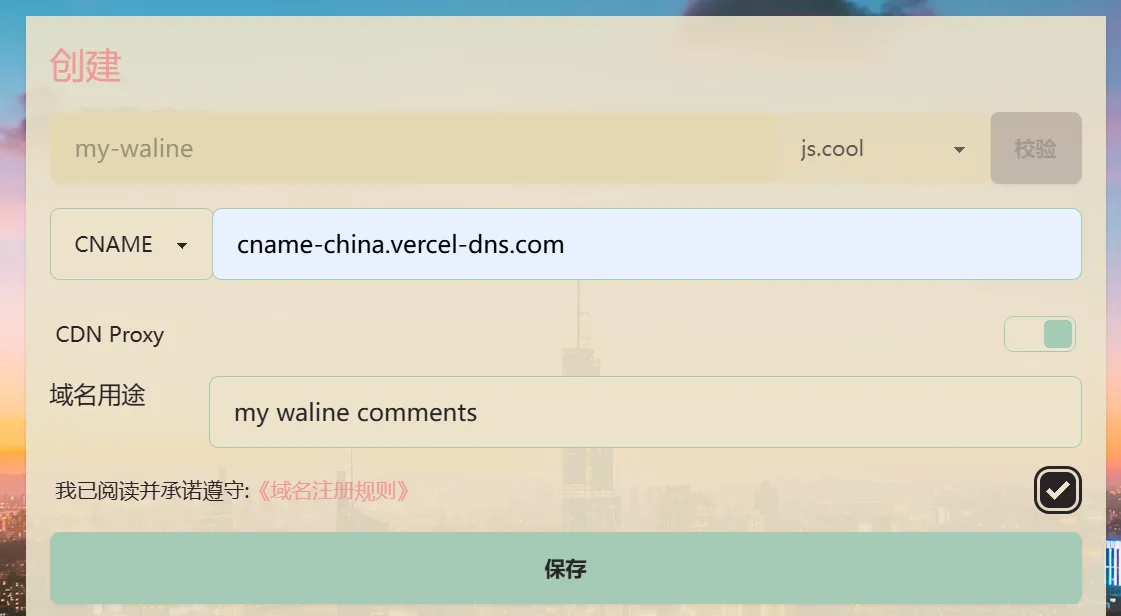 创建
my-waline js.cool 校验
CNAME cname-china.vercel-dns.com
CDN Proxy
域名用途 my waline comments
我已阅读并承诺遵守:《域名注册规则》
保存